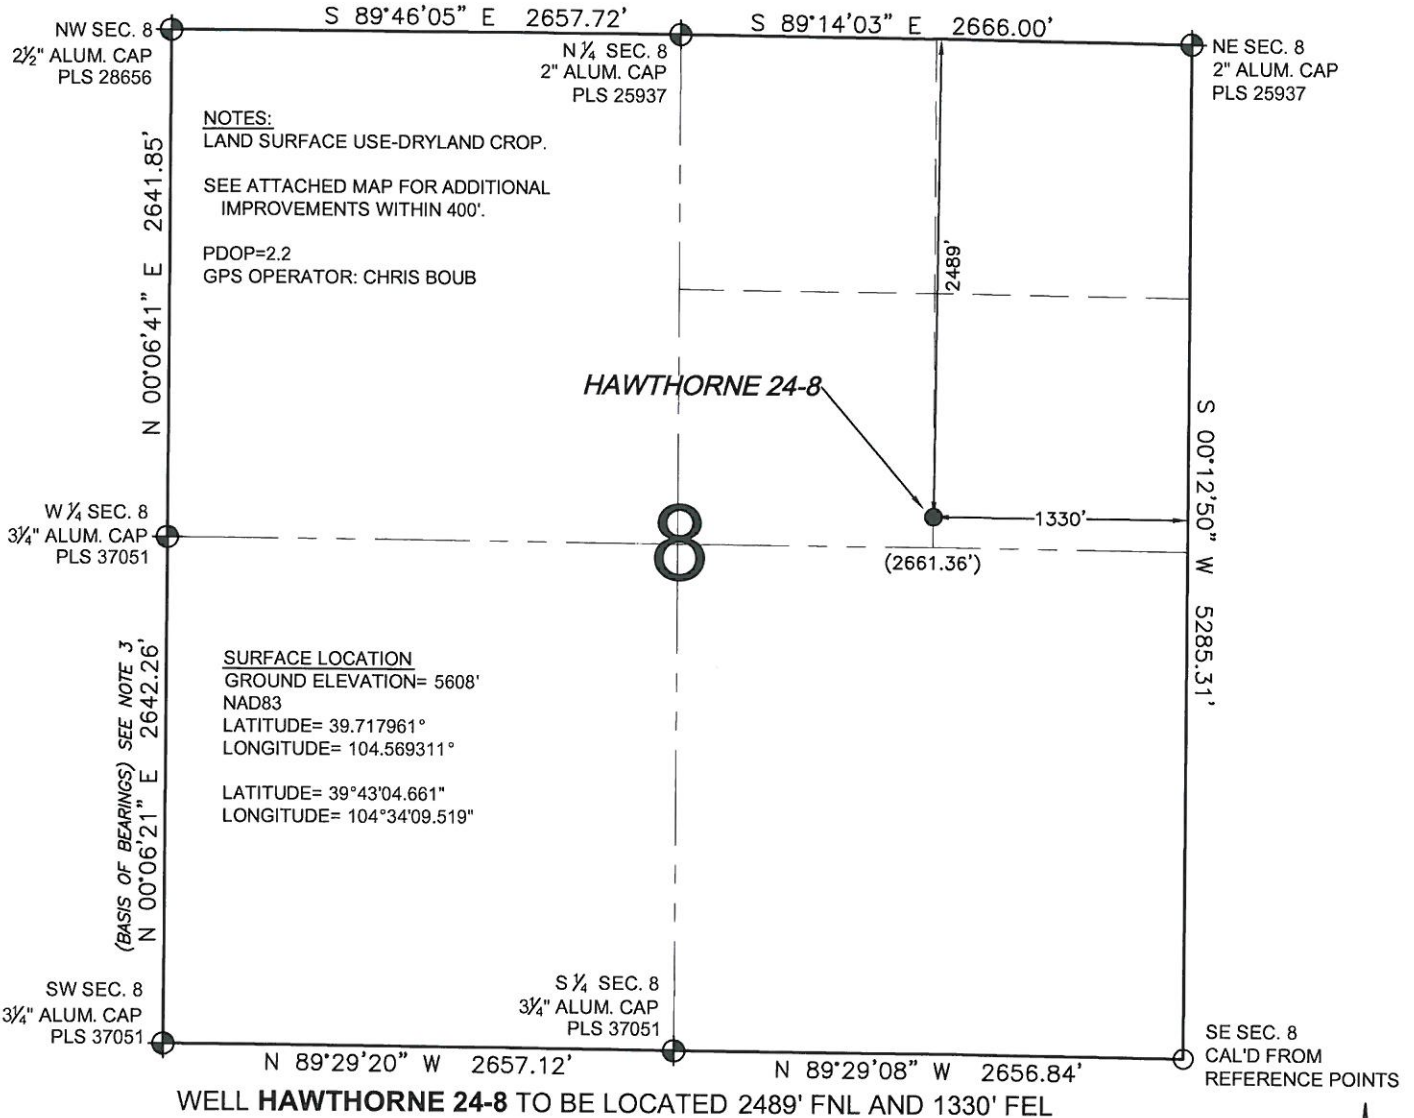 S 89°46'05" E 2657.72'
S 89°14'03" E 2666.00'
NW SEC. 8
2½" ALUM. CAP
PLS 28656
N ¼ SEC. 8
2" ALUM. CAP
PLS 25937
NE SEC. 8
2" ALUM. CAP
PLS 25937
NOTES:
LAND SURFACE USE-DRYLAND CROP.
SEE ATTACHED MAP FOR ADDITIONAL
IMPROVEMENTS WITHIN 400'.
PDOP=2.2
GPS OPERATOR: CHRIS BOUB
N 00°06'41" E 2641.85'
2489'
HAWTHORNE 24-8
S 00°12'50" W 5285.31'
W ¼ SEC. 8
3¼" ALUM. CAP
PLS 37051
8
1330'
(2661.36')
SURFACE LOCATION
GROUND ELEVATION= 5608'
NAD83
LATITUDE= 39.717961°
LONGITUDE= 104.569311°
LATITUDE= 39°43'04.661"
LONGITUDE= 104°34'09.519"
(BASIS OF BEARINGS) SEE NOTE 3
N 00°06'21" E 2642.26'
SW SEC. 8
3¼" ALUM. CAP
PLS 37051
S ¼ SEC. 8
3¼" ALUM. CAP
PLS 37051
SE SEC. 8
CAL'D FROM
REFERENCE POINTS
N 89°29'20" W 2657.12'
N 89°29'08" W 2656.84'
WELL HAWTHORNE 24-8 TO BE LOCATED 2489' FNL AND 1330' FEL